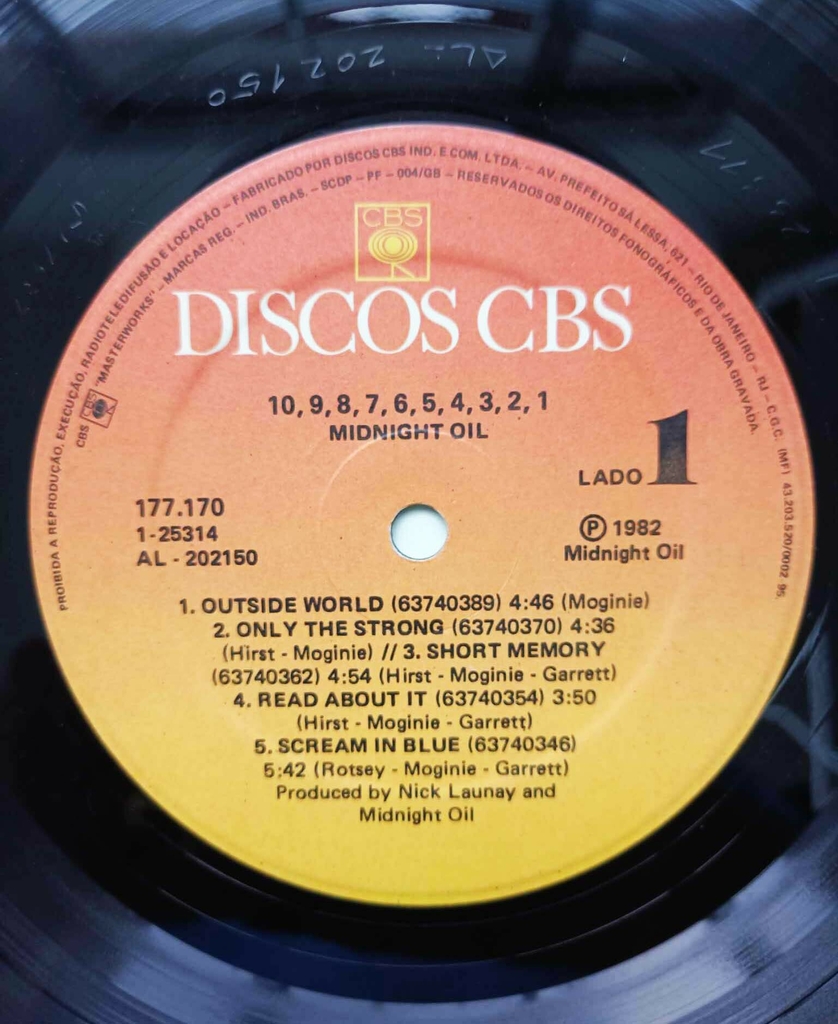 AL- 202150
PROIBIDA A REPRODUÇÃO, EXECUÇÃO, RADIOTELEDIFUSÃO E LOCAÇÃO – FABRICADO POR DISCOS CBS IND. E COM. LTDA. – AV. PREFEITO SÁ LESSA, 621 – RIO DE JANEIRO – RJ – C.G.C. (MF) 43.203.520/0002 95.
CBS CBS "MASTERWORKS" – MARCAS REG. – IND. BRAS. – SCDP – PF – 004/GB – RESERVADOS OS DIREITOS FONOGRÁFICOS E DA OBRA GRAVADA.
CBS
DISCOS CBS
10, 9, 8, 7, 6, 5, 4, 3, 2, 1
MIDNIGHT OIL
LADO 1
177.170
1-25314
AL - 202150
Ⓟ 1982
Midnight Oil
1. OUTSIDE WORLD (63740389) 4:46 (Moginie)
2. ONLY THE STRONG (63740370) 4:36
(Hirst - Moginie) // 3. SHORT MEMORY
(63740362) 4:54 (Hirst - Moginie - Garrett)
4. READ ABOUT IT (63740354) 3:50
(Hirst - Moginie - Garrett)
5. SCREAM IN BLUE (63740346)
5:42 (Rotsey - Moginie - Garrett)
Produced by Nick Launay and
Midnight Oil